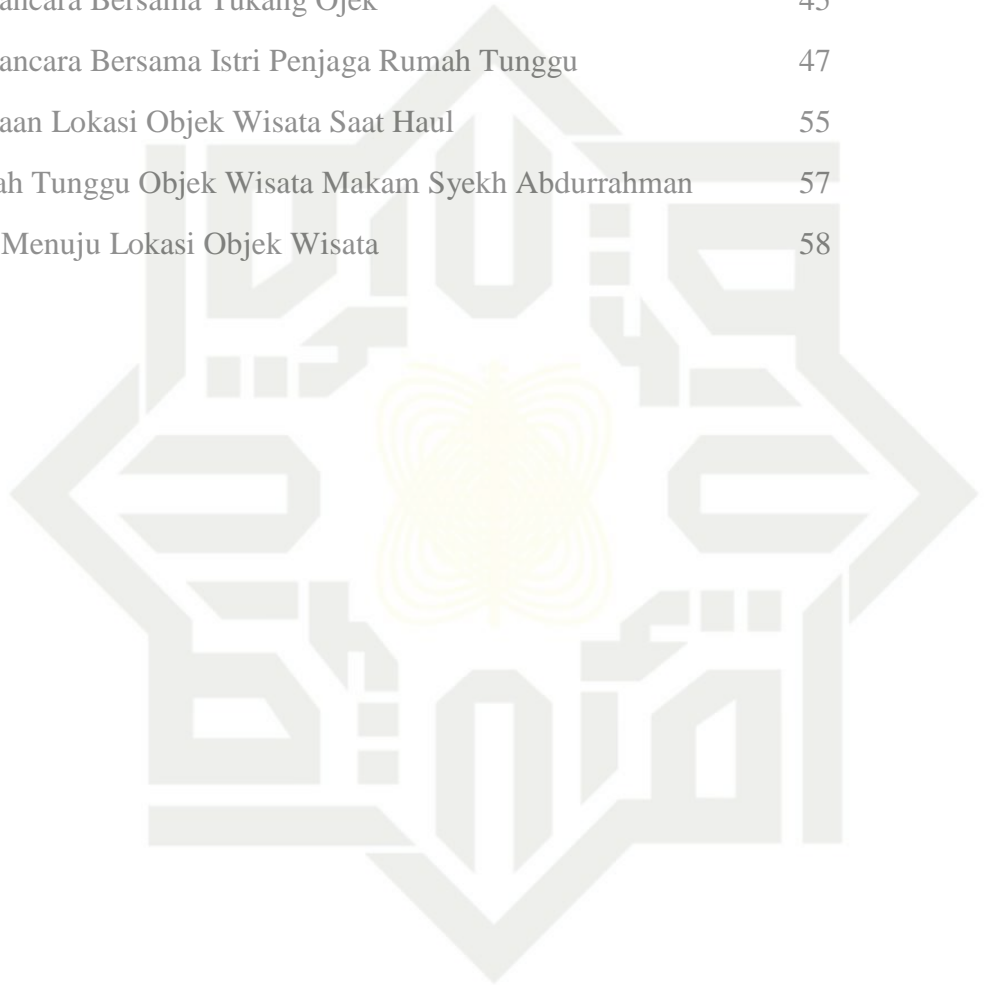 ancara Bersama Tukang Ojek 45
ancara Bersama Istri Penjaga Rumah Tunggu 47
aan Lokasi Objek Wisata Saat Haul 55
ah Tunggu Objek Wisata Makam Syekh Abdurrahman 57
Menuju Lokasi Objek Wisata 58